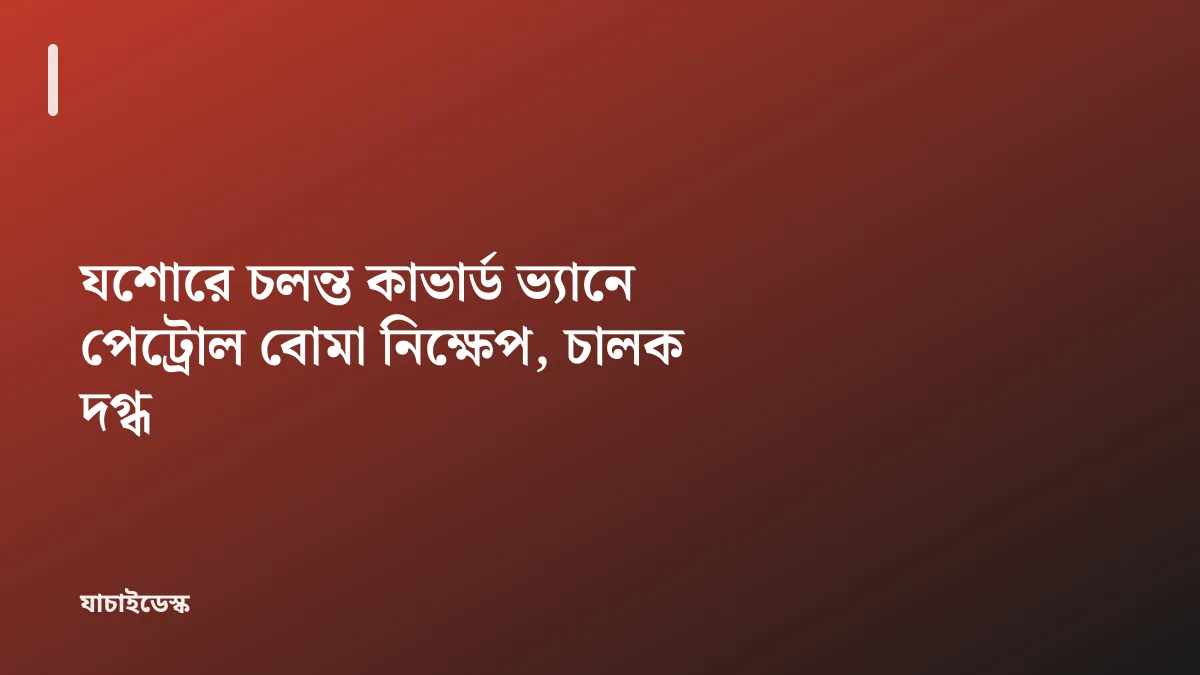 যশোরে চলন্ত কাভার্ড ভ্যানে
পেট্রোল বোমা নিক্ষেপ, চালক
দগ্ধ
যাচাইডেস্ক